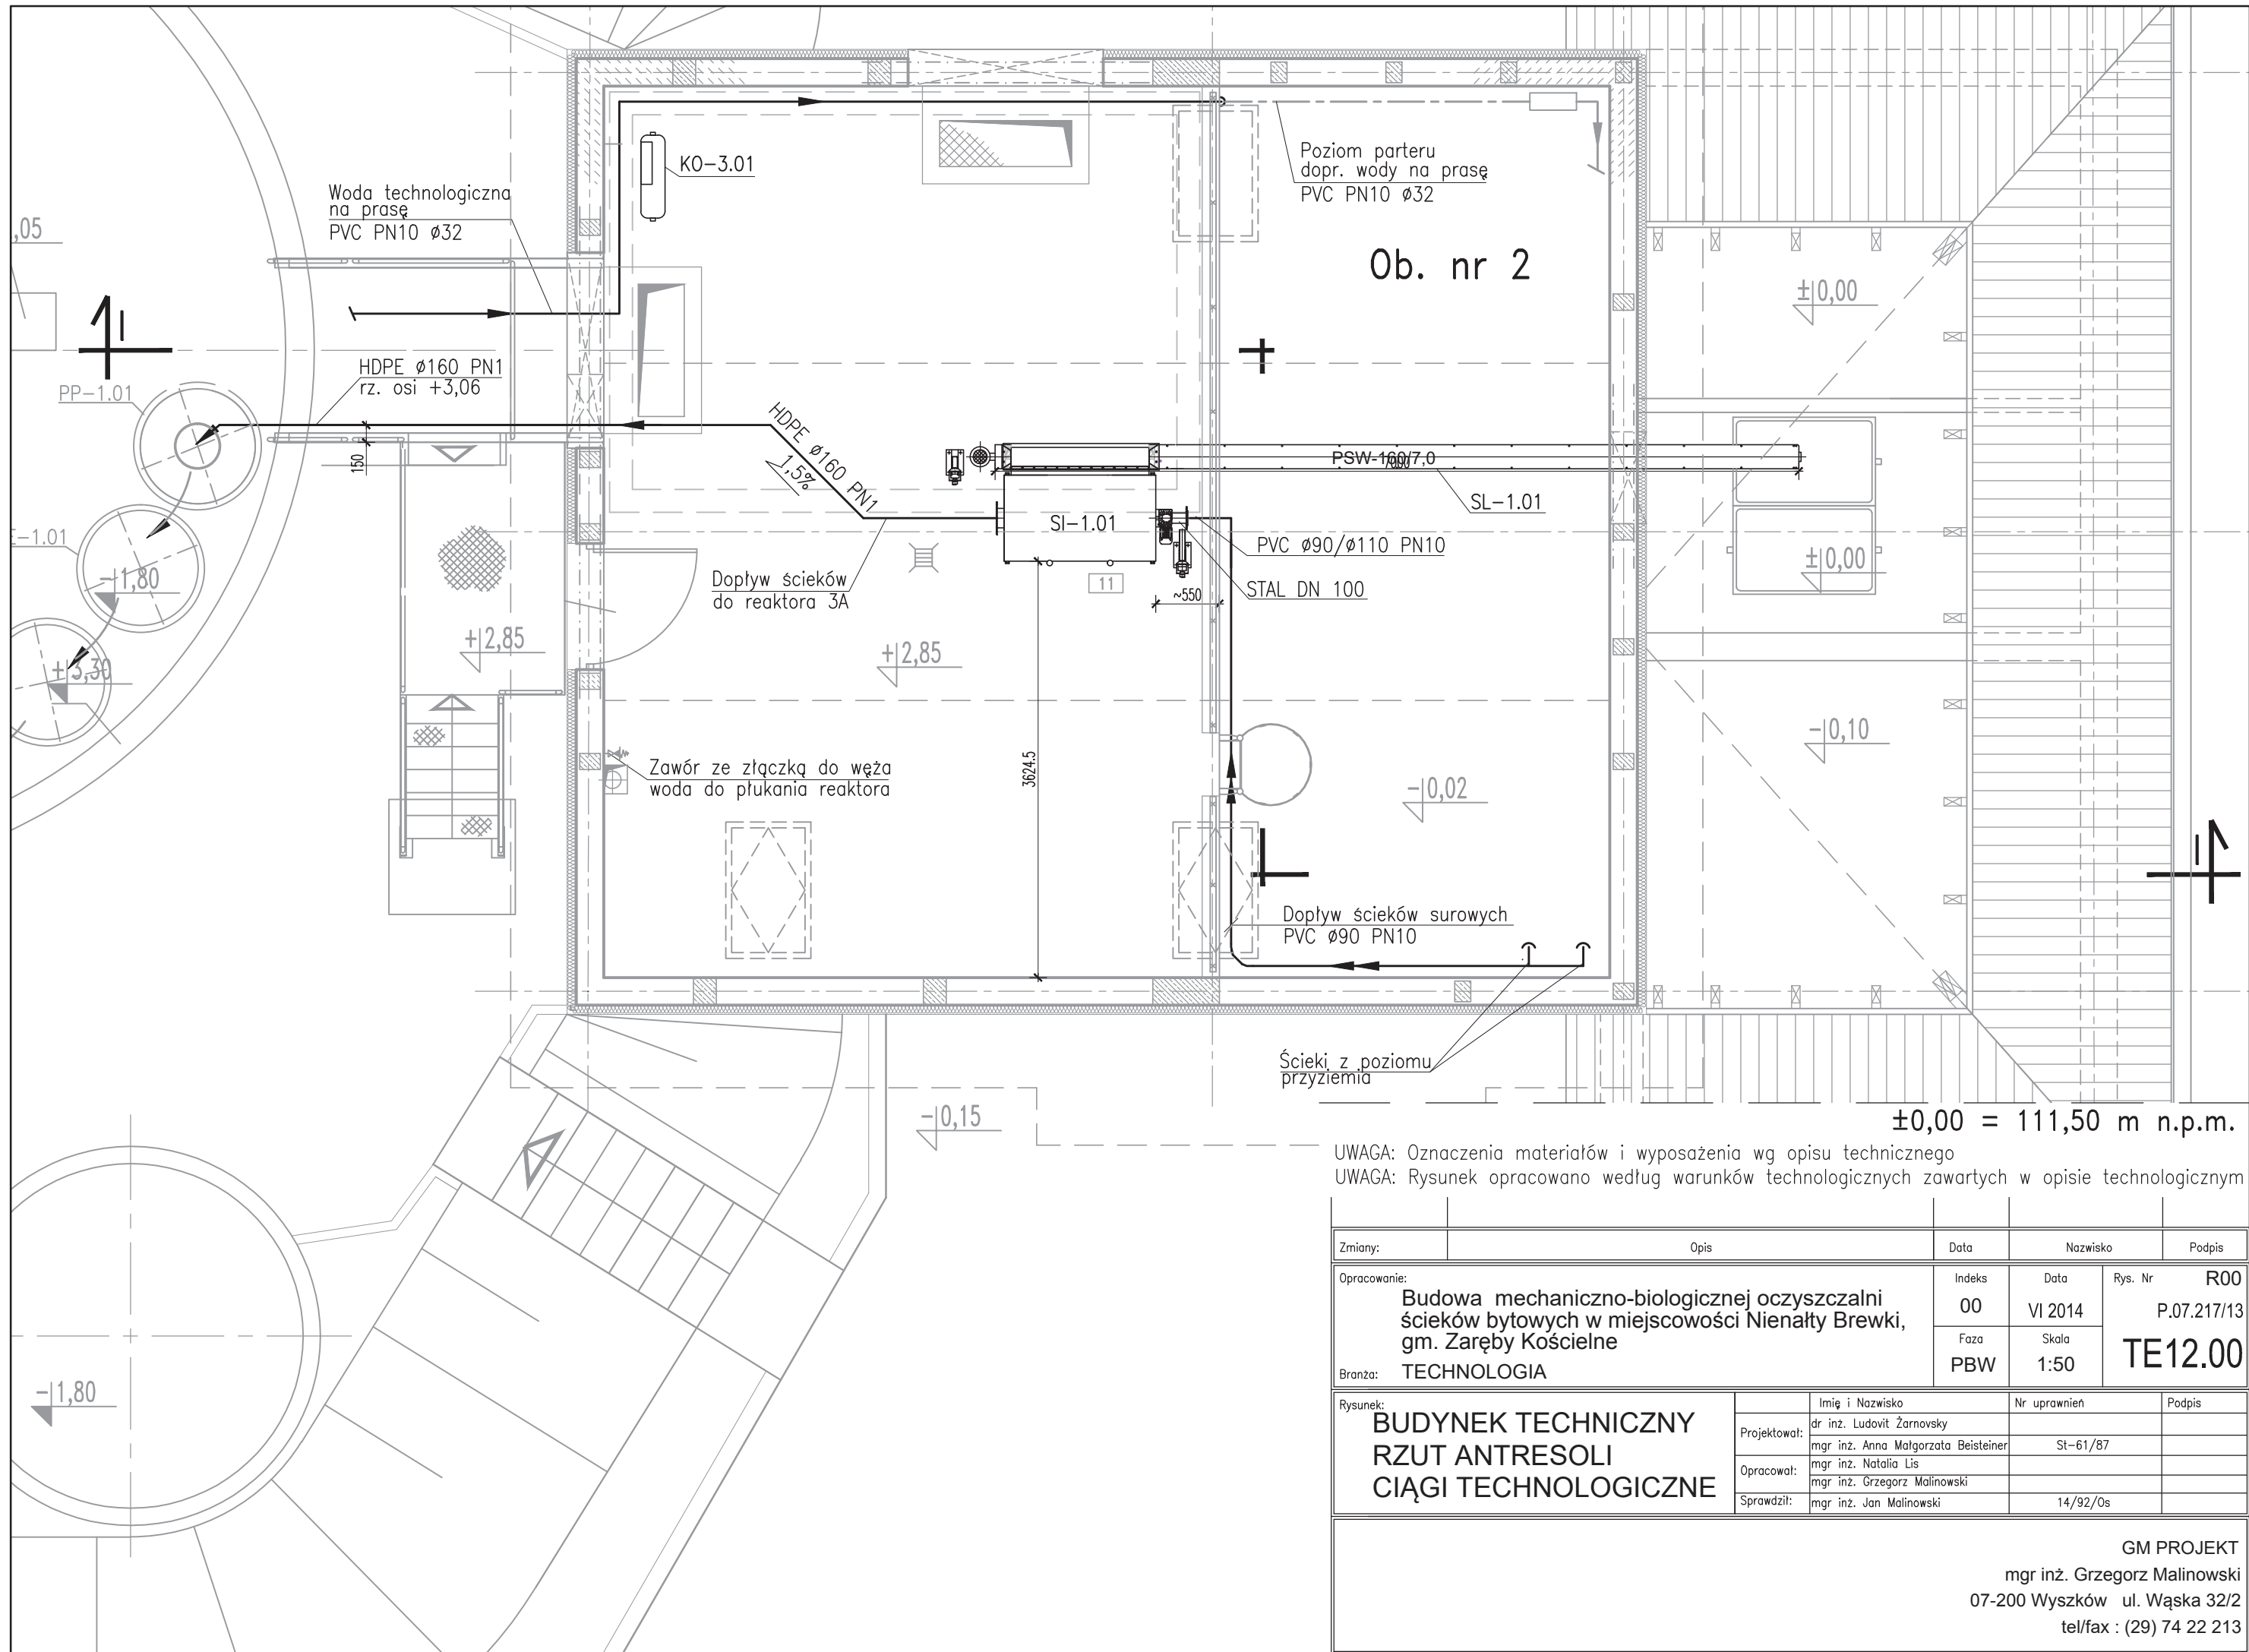 KO-3.01
Woda technologiczna
na prasę
PVC PN10 ø32
Poziom parteru
dopr. wody na prasę
PVC PN10 ø32
Ob. nr 2
,05
±0,00
HDPE ø160 PN1
rz. osi +3,06
PP-1.01
150
HDPE ø160 PN1
1,5%
PSW-160/7,0
SL-1.01
SI-1.01
PVC ø90/ø110 PN10
STAL DN 100
11
~550
Dopływ ścieków
do reaktora 3A
-1.01
-1,80
±0,00
+2,85
+2,85
+3,30
-0,10
-0,02
3624.5
Zawór ze złączką do węża
woda do płukania reaktora
Dopływ ścieków surowych
PVC ø90 PN10
Ścieki z poziomu
przyziemia
-0,15
-1,80
±0,00 = 111,50 m n.p.m.
UWAGA: Oznaczenia materiałów i wyposażenia wg opisu technicznego
UWAGA: Rysunek opracowano według warunków technologicznych zawartych w opisie technologicznym
Zmiany: Opis Data Nazwisko Podpis
Opracowanie:
Budowa mechaniczno-biologicznej oczyszczalni
ścieków bytowych w miejscowości Nienałty Brewki,
gm. Zaręby Kościelne
Branża: TECHNOLOGIA
Indeks Data Rys. Nr R00
00 VI 2014 P.07.217/13
Faza Skala
PBW 1:50 TE12.00
Rysunek:
BUDYNEK TECHNICZNY
RZUT ANTRESOLI
CIĄGI TECHNOLOGICZNE
Imię i Nazwisko Nr uprawnień Podpis
Projektował: dr inż. Ludovit Žarnovsky
mgr inż. Anna Małgorzata Beisteiner St-61/87
Opracował: mgr inż. Natalia Lis
mgr inż. Grzegorz Malinowski
Sprawdził: mgr inż. Jan Malinowski 14/92/Os
GM PROJEKT
mgr inż. Grzegorz Malinowski
07-200 Wyszków ul. Wąska 32/2
tel/fax : (29) 74 22 213